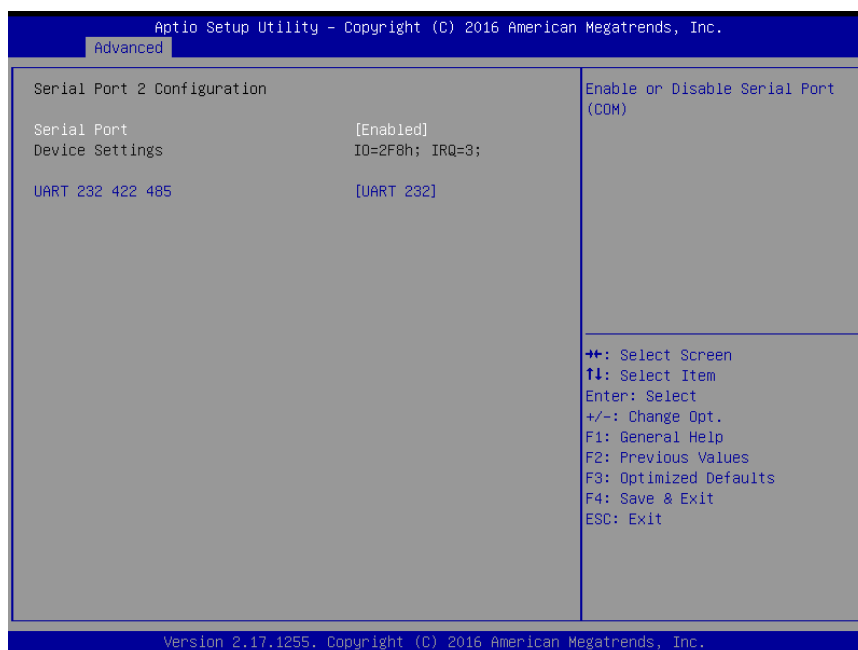 Aptio Setup Utility – Copyright (C) 2016 American Megatrends, Inc.
Advanced
Serial Port 2 Configuration
Serial Port [Enabled]
Device Settings IO=2F8h; IRQ=3;
UART 232 422 485 [UART 232]
Enable or Disable Serial Port
(COM)
→←: Select Screen
↑↓: Select Item
Enter: Select
+/-: Change Opt.
F1: General Help
F2: Previous Values
F3: Optimized Defaults
F4: Save & Exit
ESC: Exit
Version 2.17.1255. Copyright (C) 2016 American Megatrends, Inc.